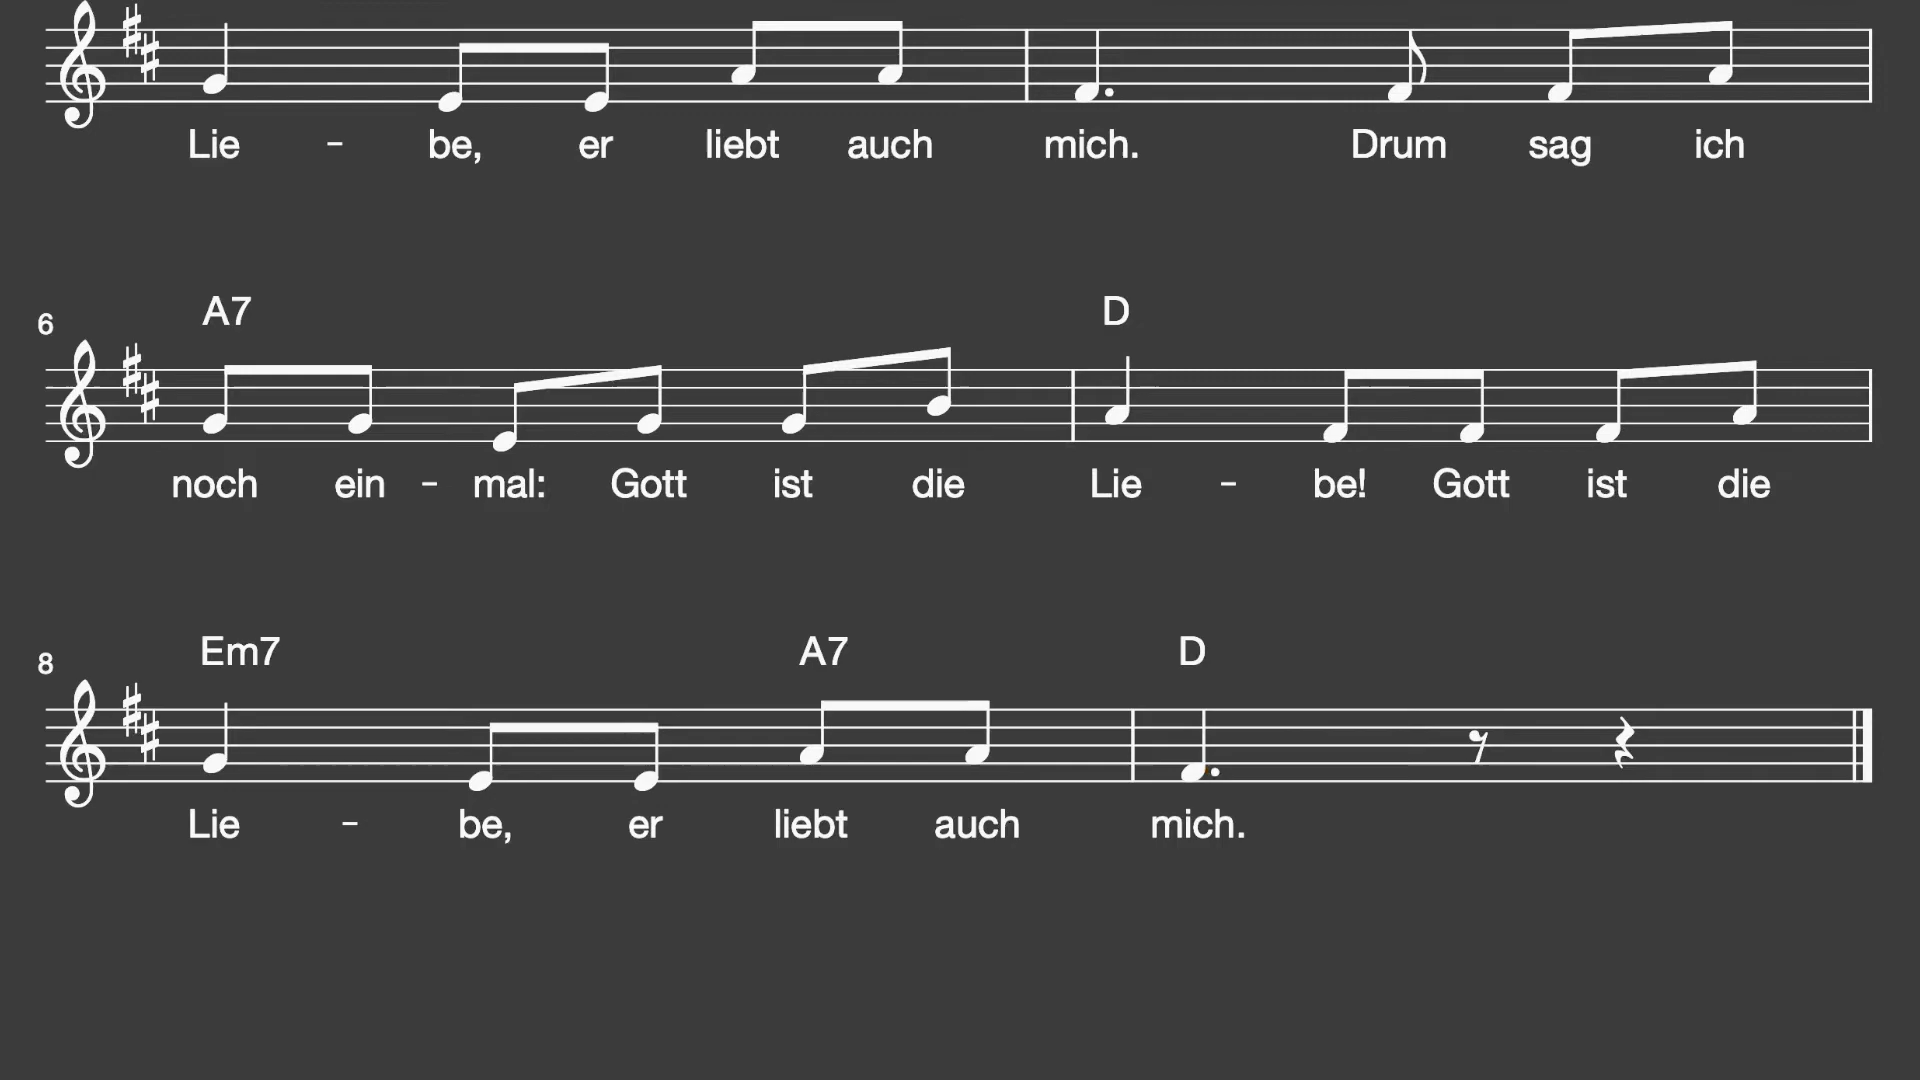 Lie - be, er liebt auch mich. Drum sag ich
A7 D
6
noch ein - mal: Gott ist die Lie - be! Gott ist die
Em7 A7 D
8
Lie - be, er liebt auch mich.